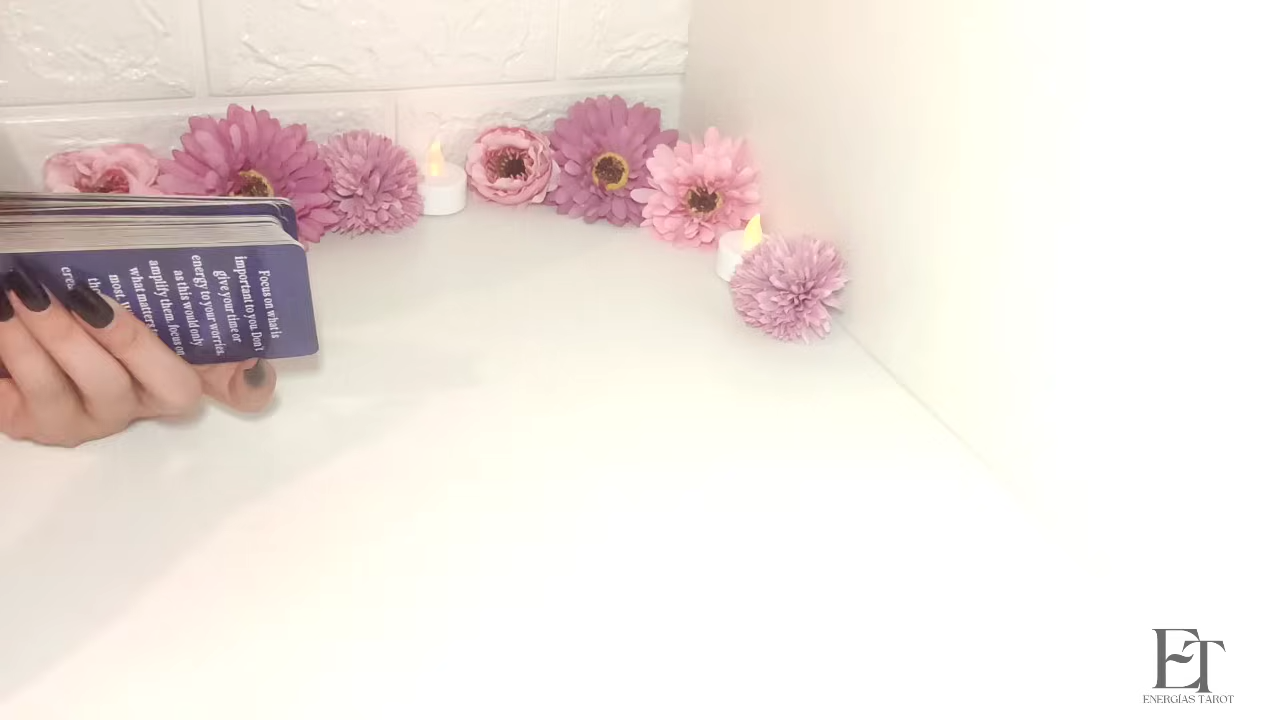 Focus on what is
important to you. Don't
give your time or
energy to your worries,
as this would only
amplify them. focus on
what matters
most.
ET
ENERGÍAS TAROT